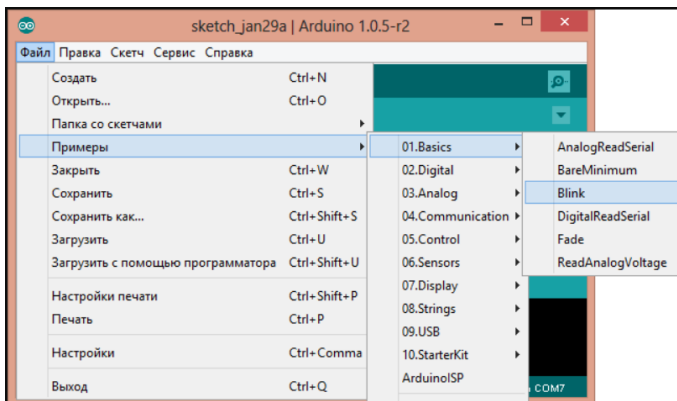 sketch_jan29a | Arduino 1.0.5-r2
Файл Правка Скетч Сервис Справка
Создать Ctrl+N
Открыть... Ctrl+O
Папка со скетчами
Примеры
Закрыть Ctrl+W
Сохранить Ctrl+S
Сохранить как... Ctrl+Shift+S
Загрузить Ctrl+U
Загрузить с помощью программатора Ctrl+Shift+U
Настройки печати Ctrl+Shift+P
Печать Ctrl+P
Настройки Ctrl+Comma
Выход Ctrl+Q
01.Basics
02.Digital
03.Analog
04.Communication
05.Control
06.Sensors
07.Display
08.Strings
09.USB
10.StarterKit
ArduinoISP
AnalogReadSerial
BareMinimum
Blink
DigitalReadSerial
Fade
ReadAnalogVoltage
COM7